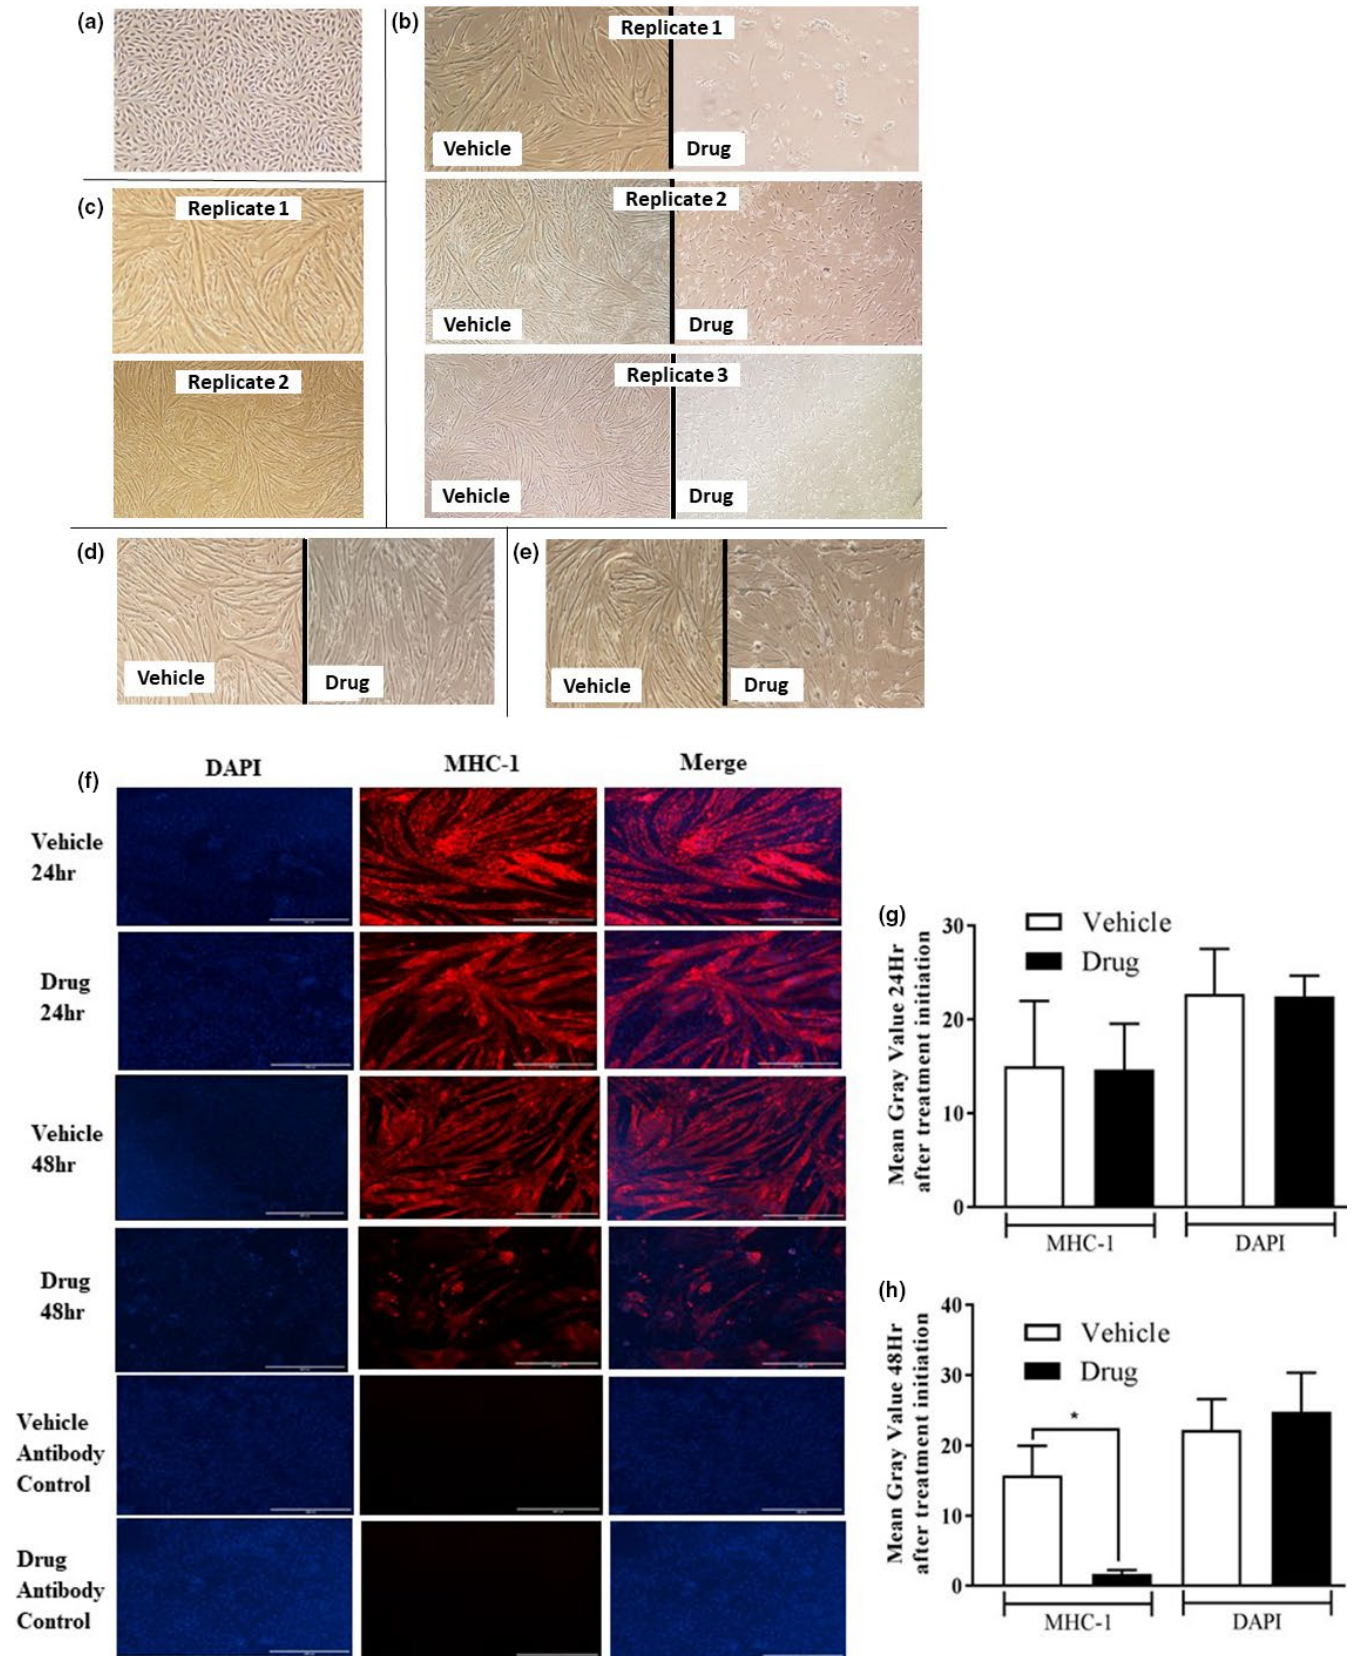 (a)
(b)
Replicate 1
Vehicle
Drug
(c)
Replicate 1
Replicate 2
Vehicle
Drug
Replicate 2
Replicate 3
Vehicle
Drug
(d)
Vehicle
Drug
(e)
Vehicle
Drug
(f)
DAPI
MHC-1
Merge
Vehicle
24hr
Drug
24hr
Vehicle
48hr
Drug
48hr
Vehicle
Antibody
Control
Drug
Antibody
Control
(g)
Mean Gray Value 24Hr
after treatment initiation
30
20
10
0
Vehicle
Drug
MHC-1
DAPI
(h)
Mean Gray Value 48Hr
after treatment initiation
40
30
20
10
0
Vehicle
Drug
*
MHC-1
DAPI